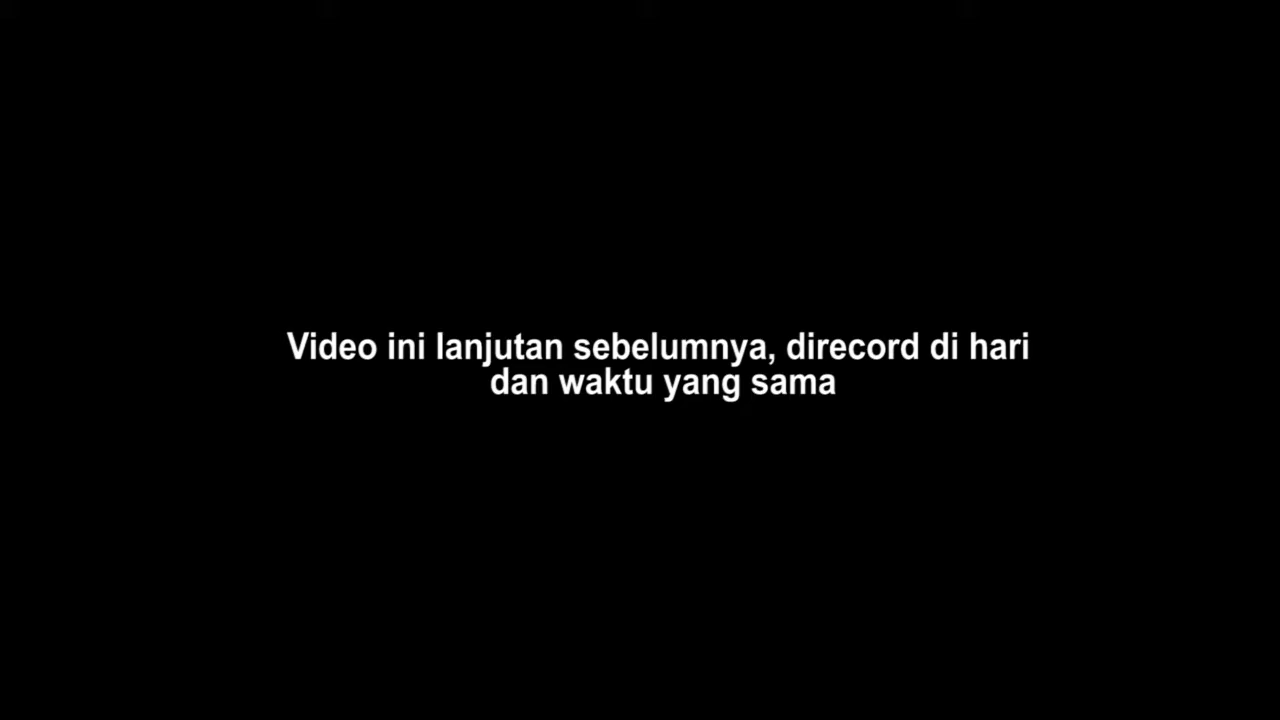 Video ini lanjutan sebelumnya, direcord di hari
dan waktu yang sama